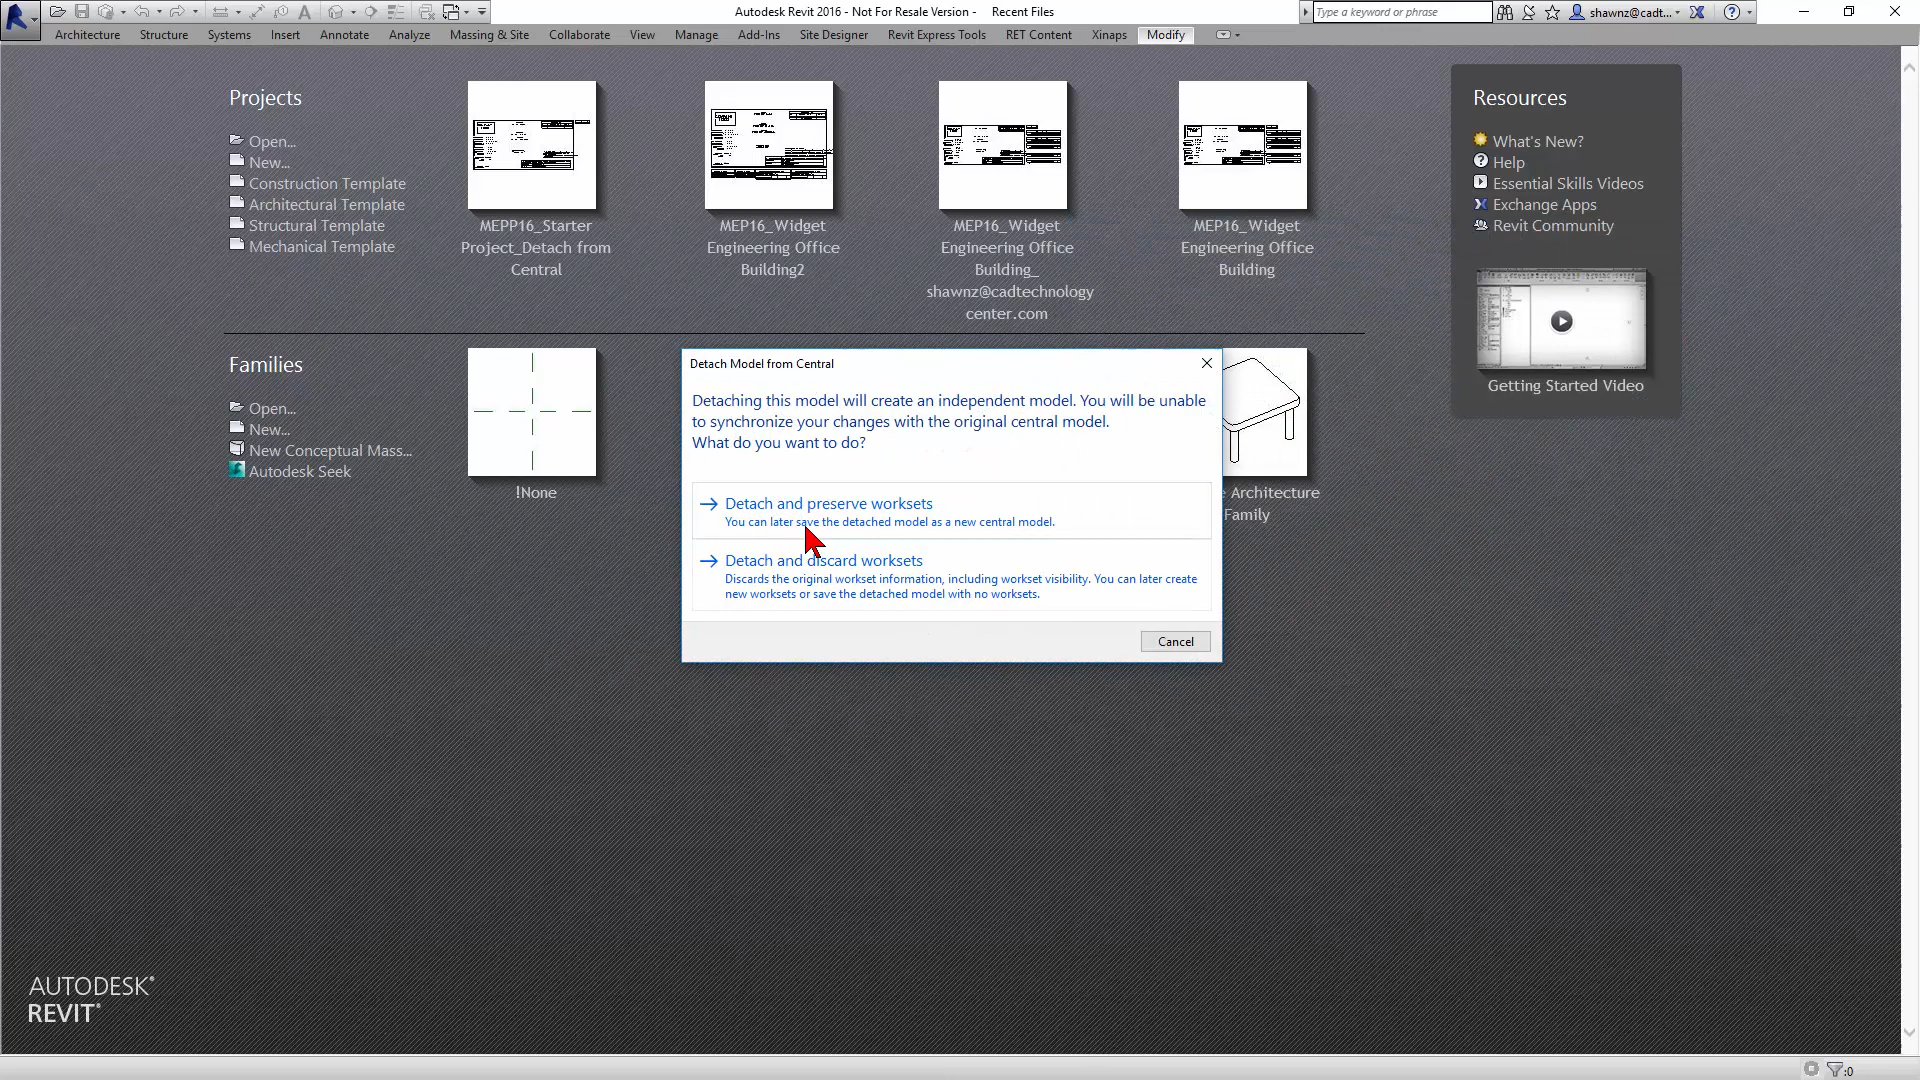 Autodesk Revit 2016 - Not For Resale Version - Recent Files
Type a keyword or phrase
shawnz@cadt...
Architecture Structure Systems Insert Annotate Analyze Massing & Site Collaborate View Manage Add-Ins Site Designer Revit Express Tools RET Content Xinaps Modify
Projects
Open...
New...
Construction Template
Architectural Template
Structural Template
Mechanical Template
MEPP16_Starter
Project_Detach from
Central
MEP16_Widget
Engineering Office
Building2
MEP16_Widget
Engineering Office
Building_
shawnz@cadtechnology
center.com
MEP16_Widget
Engineering Office
Building
Resources
What's New?
Help
Essential Skills Videos
Exchange Apps
Revit Community
Getting Started Video
Families
Open...
New...
New Conceptual Mass...
Autodesk Seek
!None
Architecture
Family
Detach Model from Central
Detaching this model will create an independent model. You will be unable
to synchronize your changes with the original central model.
What do you want to do?
Detach and preserve worksets
You can later save the detached model as a new central model.
Detach and discard worksets
Discards the original workset information, including workset visibility. You can later create
new worksets or save the detached model with no worksets.
Cancel
AUTODESK®
REVIT®
:0